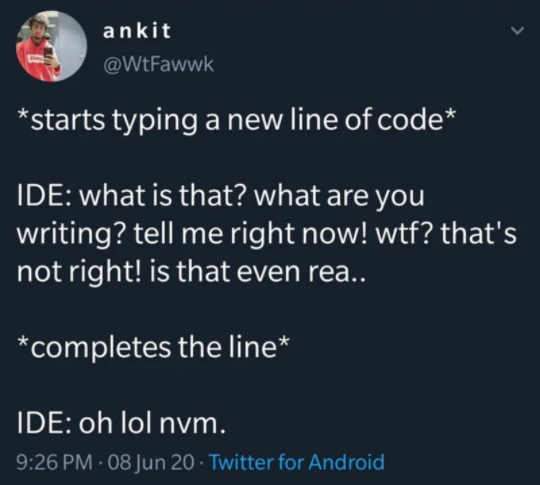 ankit
@WtFawwk
*starts typing a new line of code*
IDE: what is that? what are you
writing? tell me right now! wtf? that's
not right! is that even rea..
*completes the line*
IDE: oh lol nvm.
9:26 PM · 08 Jun 20 · Twitter for Android